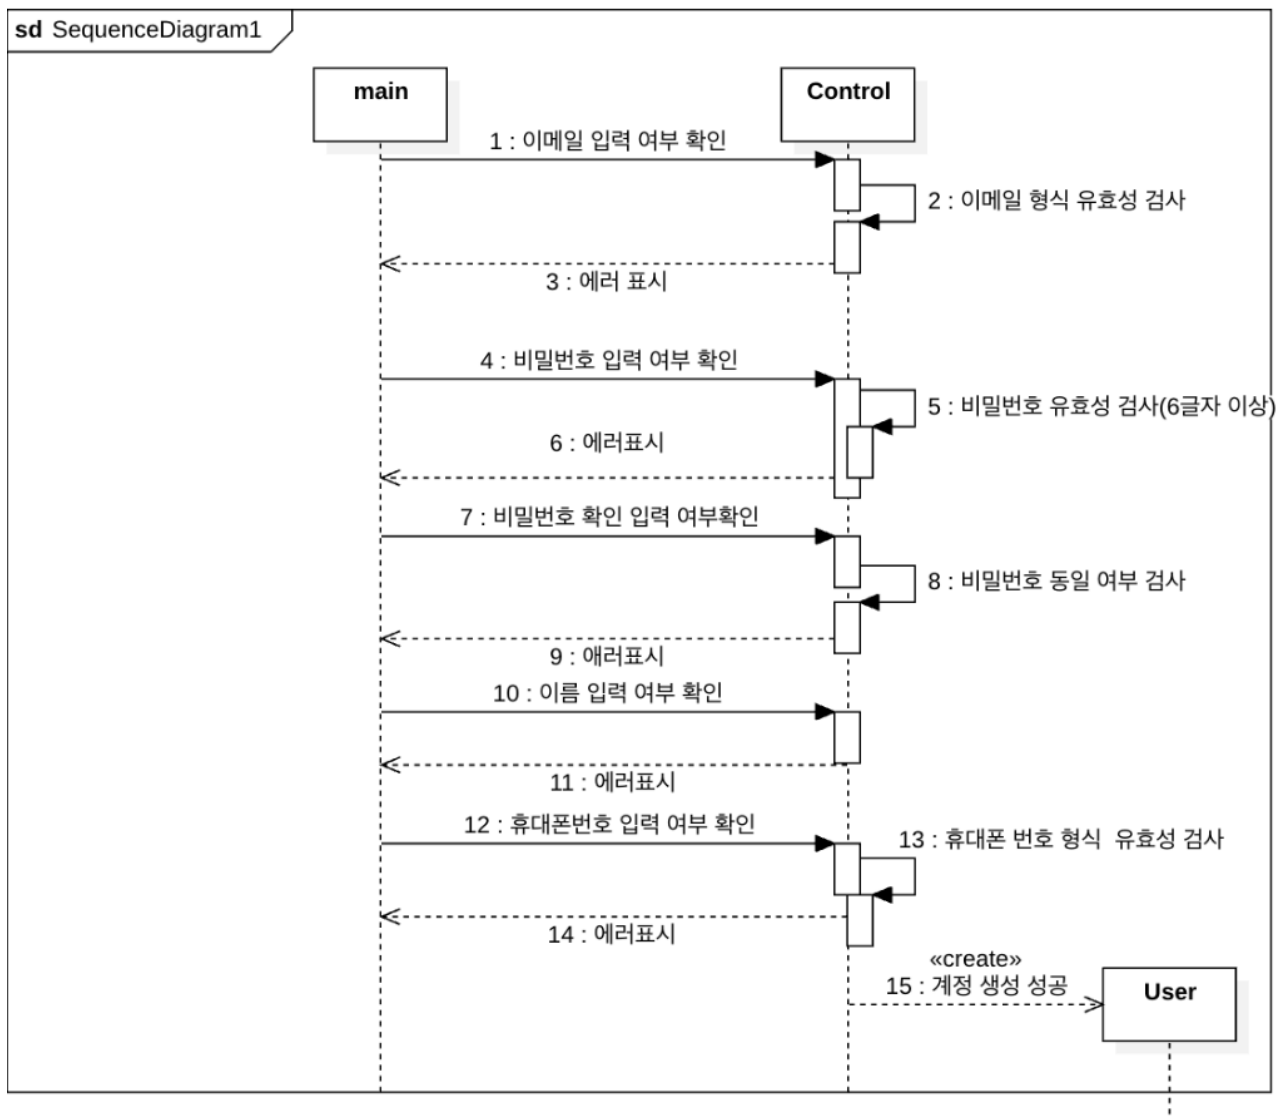 sd SequenceDiagram1
main
Control
1 : 이메일 입력 여부 확인
2 : 이메일 형식 유효성 검사
3 : 에러 표시
4 : 비밀번호 입력 여부 확인
5 : 비밀번호 유효성 검사(6글자 이상)
6 : 에러표시
7 : 비밀번호 확인 입력 여부확인
8 : 비밀번호 동일 여부 검사
9 : 애러표시
10 : 이름 입력 여부 확인
11 : 에러표시
12 : 휴대폰번호 입력 여부 확인
13 : 휴대폰 번호 형식  유효성 검사
14 : 에러표시
«create»
15 : 계정 생성 성공
User